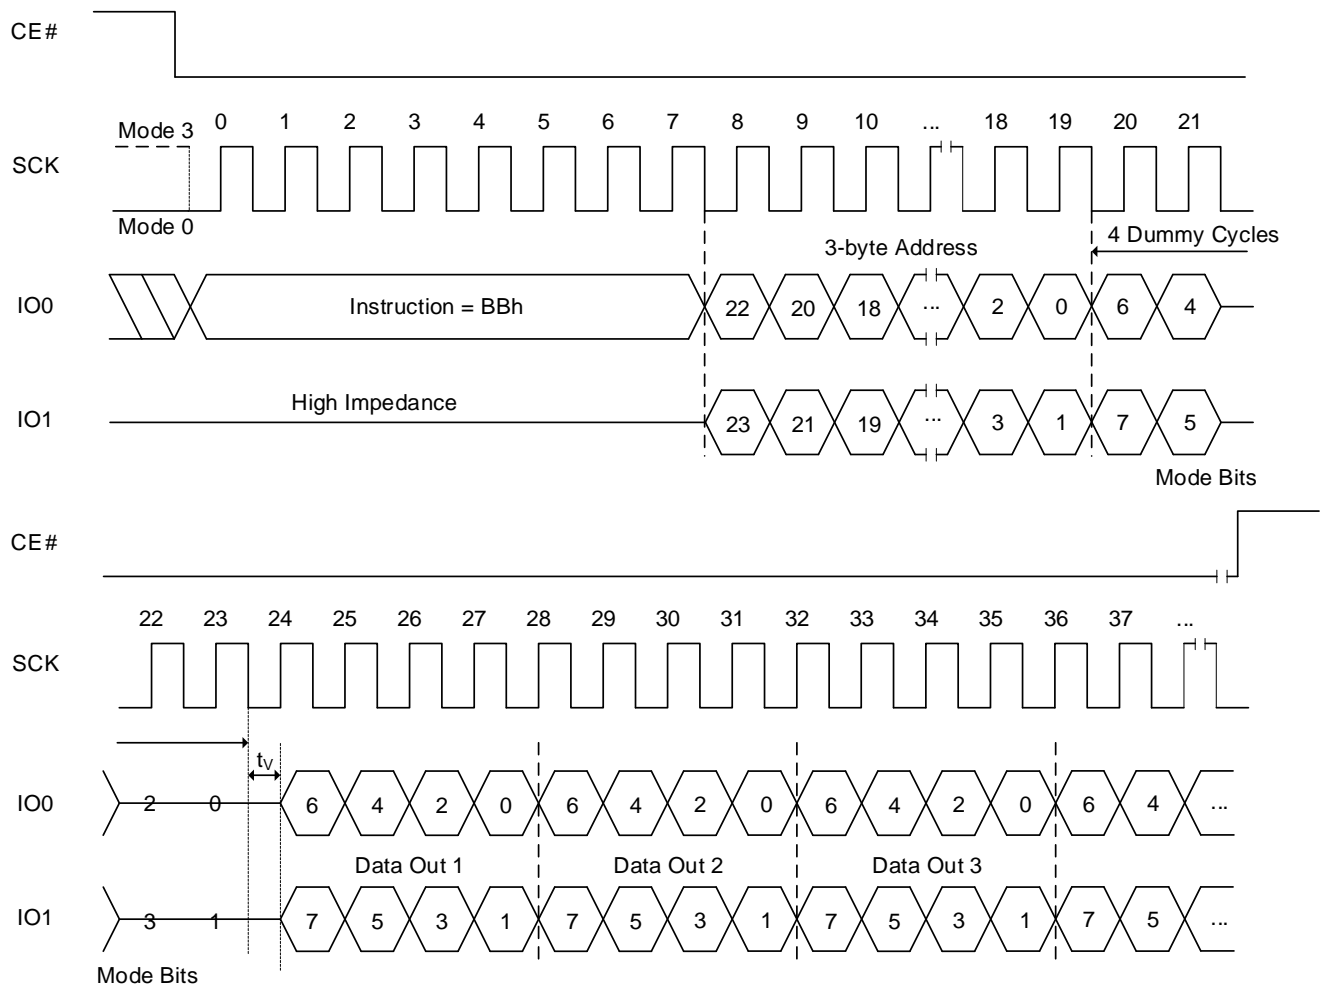 CE#
0 1 2 3 4 5 6 7 8 9 10 ... 18 19 20 21
Mode 3
SCK
Mode 0
3-byte Address
4 Dummy Cycles
IO0
Instruction = BBh
22 20 18 ... 2 0 6 4
High Impedance
IO1
23 21 19 ... 3 1 7 5
Mode Bits
CE#
22 23 24 25 26 27 28 29 30 31 32 33 34 35 36 37 ...
SCK
tV
IO0
2 0 6 4 2 0 6 4 2 0 6 4 2 0 6 4 ...
Data Out 1 Data Out 2 Data Out 3
IO1
3 1 7 5 3 1 7 5 3 1 7 5 3 1 7 5 ...
Mode Bits